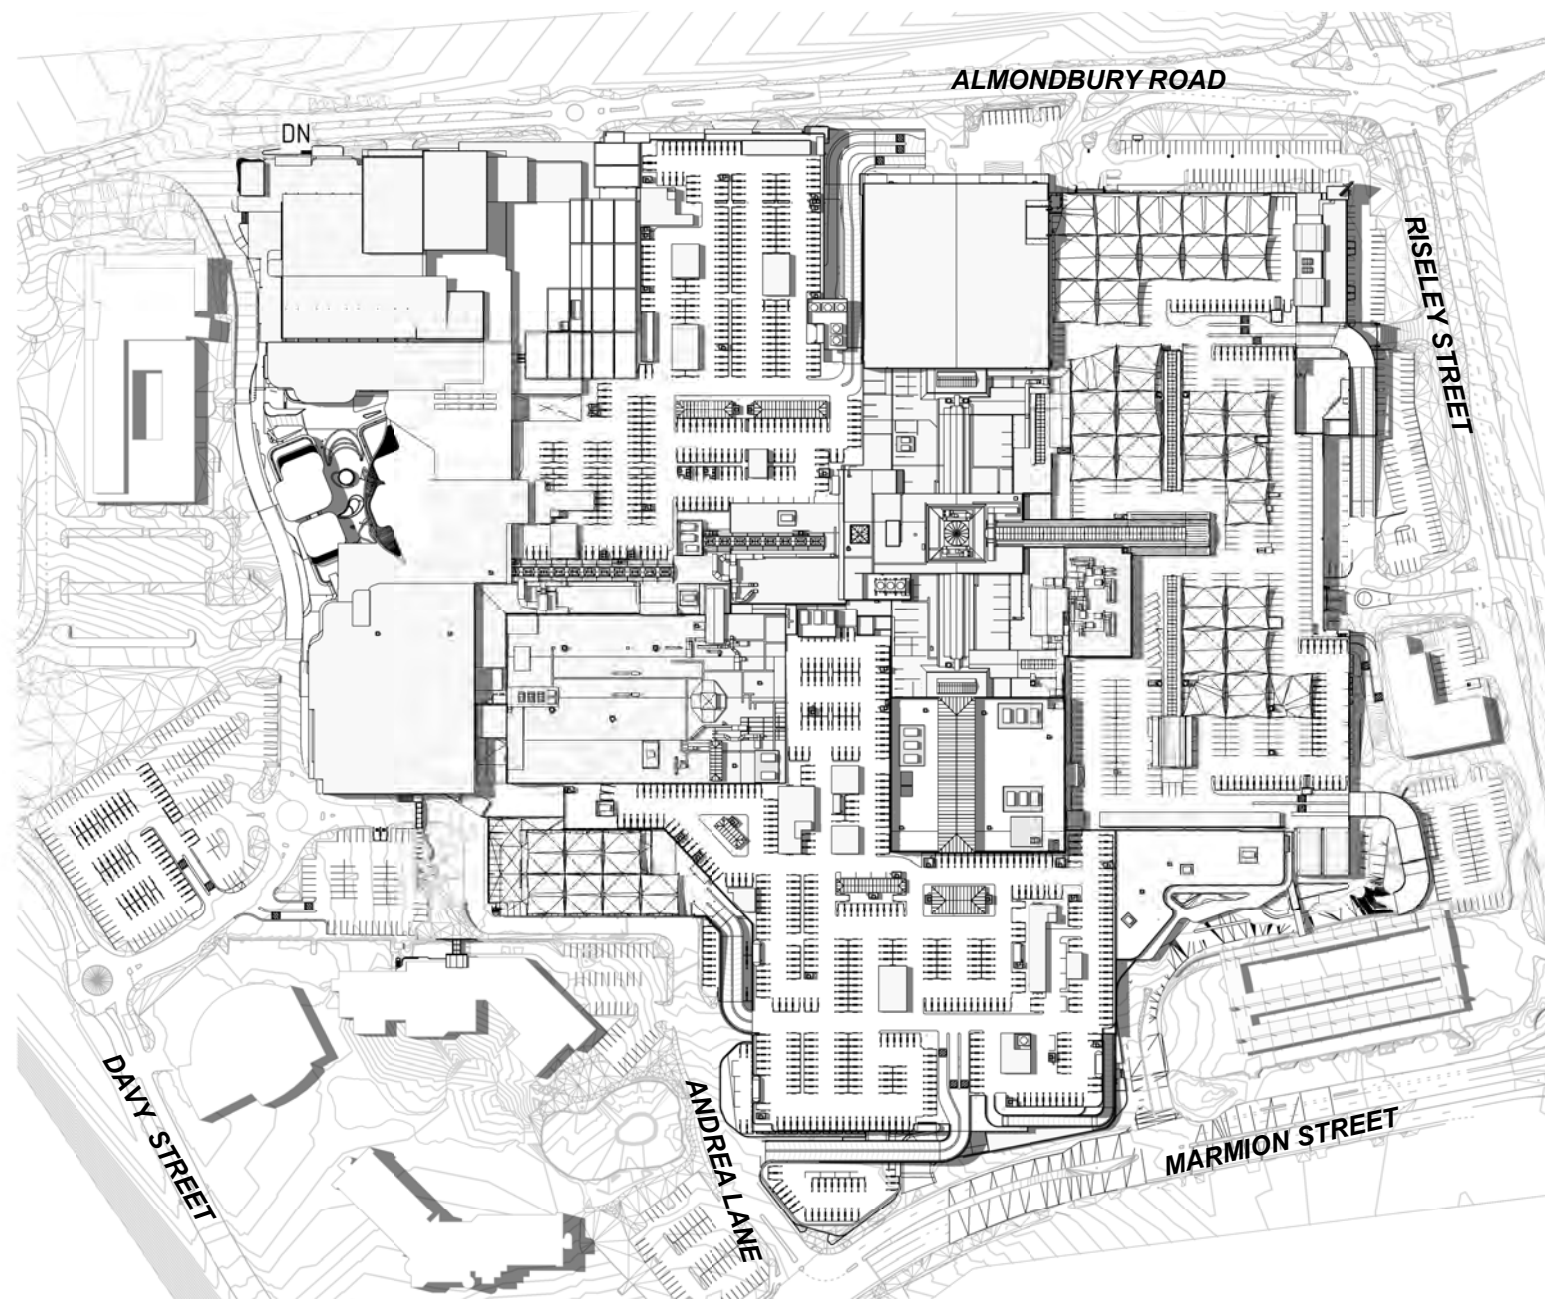 ALMONDBURY ROAD
DN
RISELEY STREET
DAVY STREET
ANDREA LANE
MARMION STREET